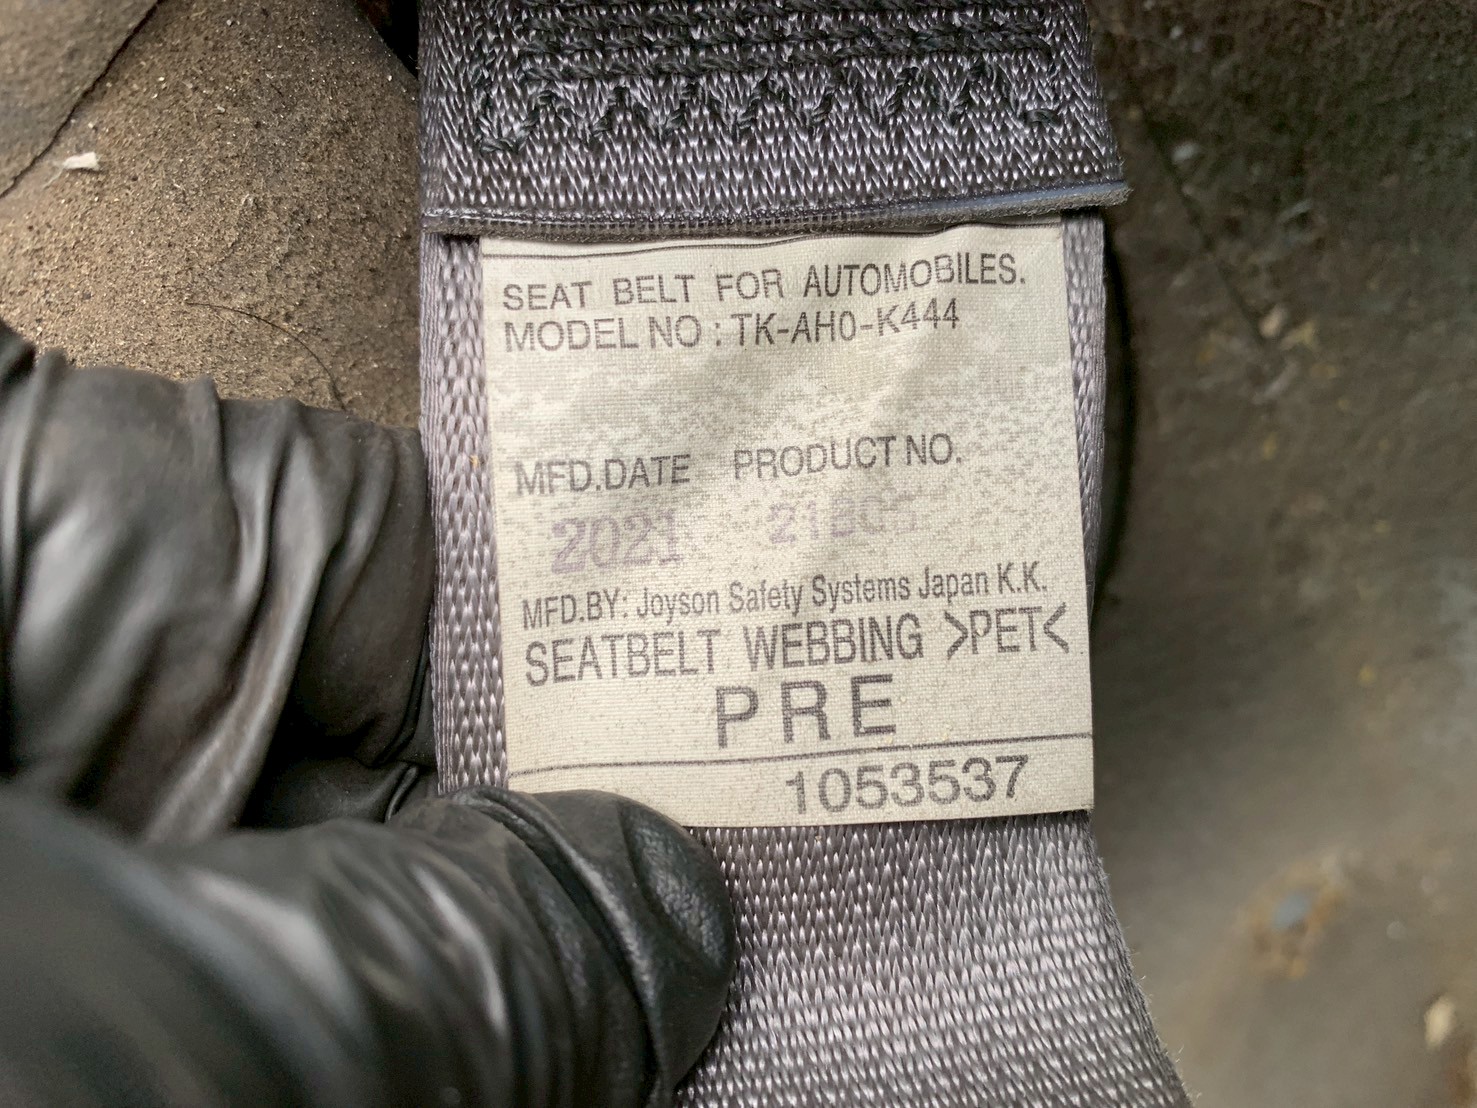 SEAT BELT FOR AUTOMOBILES.
MODEL NO : TK-AH0-K444
MFD.DATE PRODUCT NO.
2021
MFD.BY: Joyson Safety Systems Japan K.K.
SEATBELT WEBBING >PET<
PRE
1053537